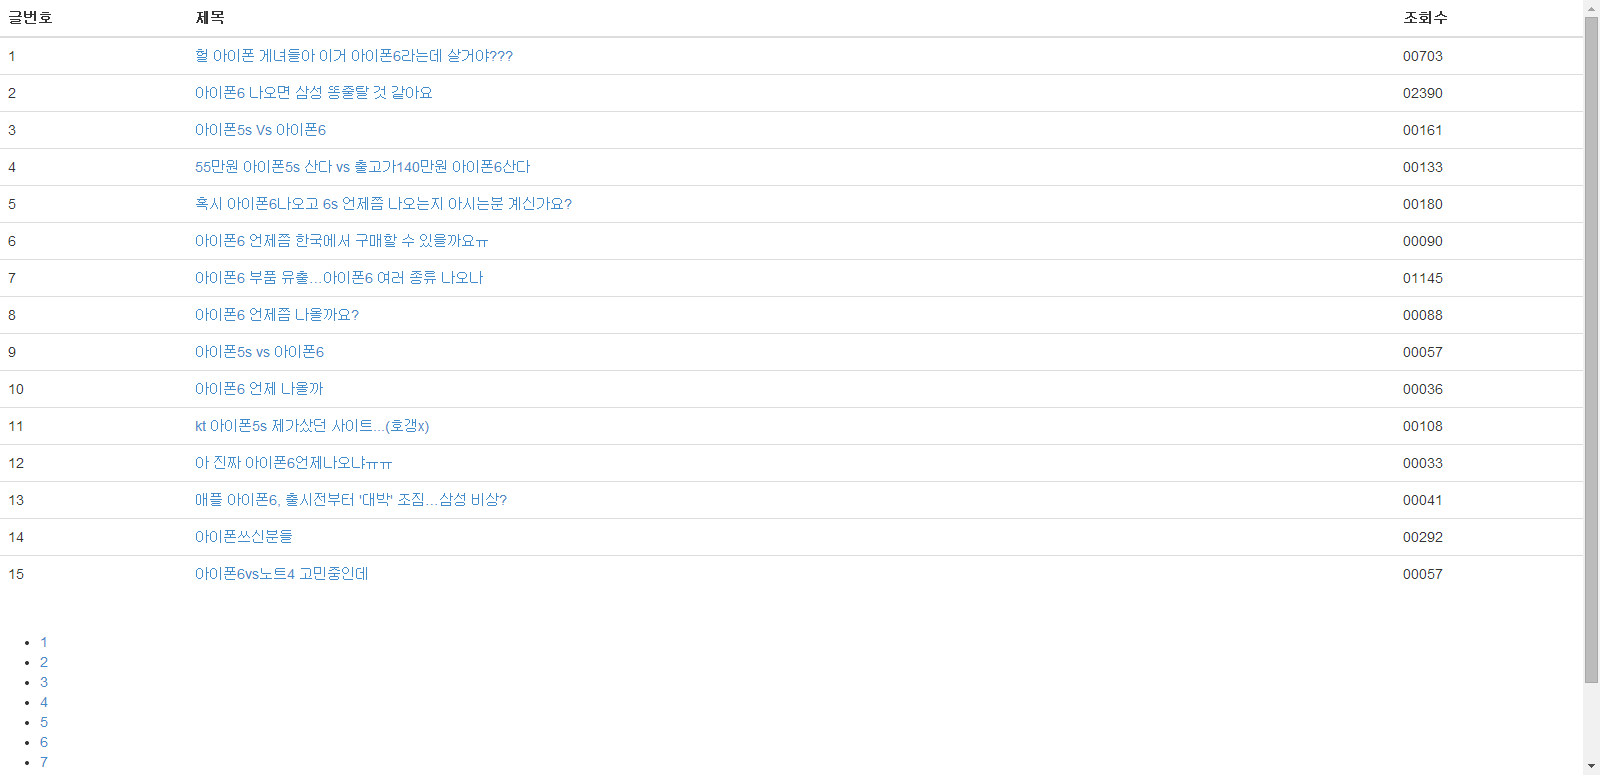 글번호 제목 조회수
1 헐 아이폰 게녀들아 이거 아이폰6라는데 살거야???  00703
2 아이폰6 나오면 삼성 똥줄탈 것 같아요 02390
3 아이폰5s Vs 아이폰6 00161
4 55만원 아이폰5s 산다 vs 출고가140만원 아이폰6산다 00133
5 혹시 아이폰6나오고 6s 언제쯤 나오는지 아시는분 계신가요? 00180
6 아이폰6 언제쯤 한국에서 구매할 수 있을까요ㅠ 00090
7 아이폰6 부품 유출...아이폰6 여러 종류 나오나 01145
8 아이폰6 언제쯤 나올까요? 00088
9 아이폰5s vs 아이폰6 00057
10 아이폰6 언제 나올까 00036
11 kt 아이폰5s 제가샀던 사이트...(호갱x) 00108
12 아 진짜 아이폰6언제나오냐ㅠㅠ 00033
13 애플 아이폰6, 출시전부터 '대박' 조짐...삼성 비상? 00041
14 아이폰쓰신분들 00292
15 아이폰6vs노트4 고민중인데 00057
• 1
• 2
• 3
• 4
• 5
• 6
• 7